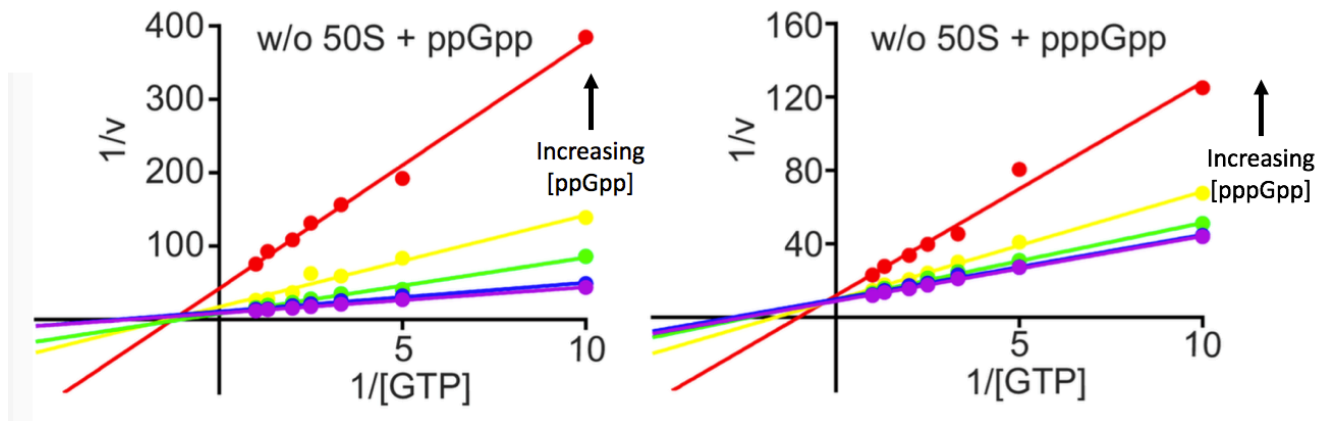 w/o 50S + ppGpp
400
300
200
100
1/v
5
10
1/[GTP]
Increasing
[ppGpp]
w/o 50S + pppGpp
160
120
80
40
1/v
5
10
1/[GTP]
Increasing
[pppGpp]